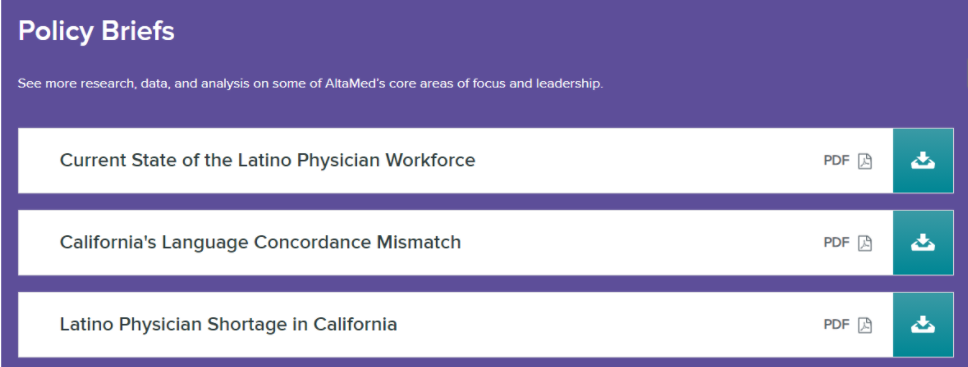 Policy Briefs
See more research, data, and analysis on some of AltaMed's core areas of focus and leadership.
Current State of the Latino Physician Workforce PDF
California's Language Concordance Mismatch PDF
Latino Physician Shortage in California PDF